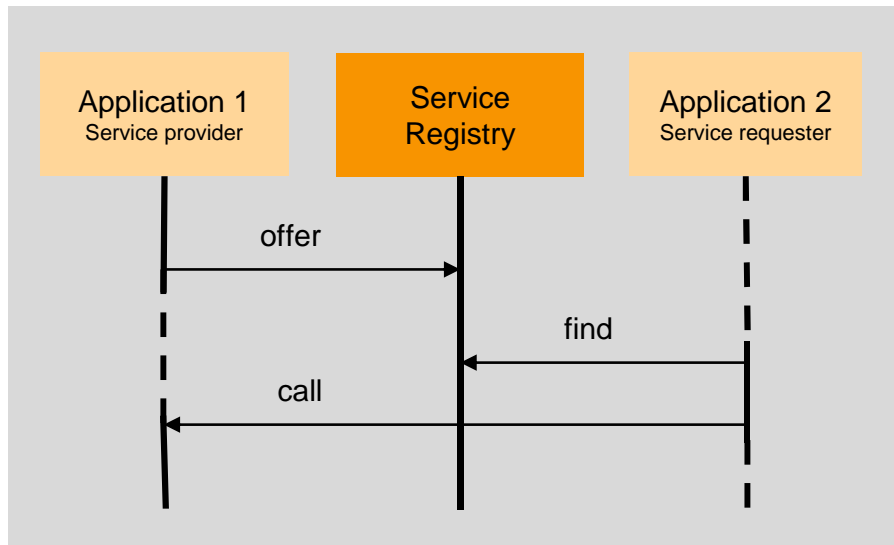 Application 1
Service provider
Service
Registry
Application 2
Service requester
offer
find
call